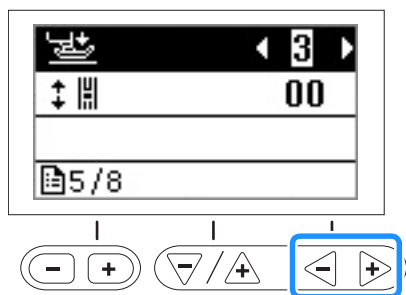 3
00
5/8
- + - / + - +